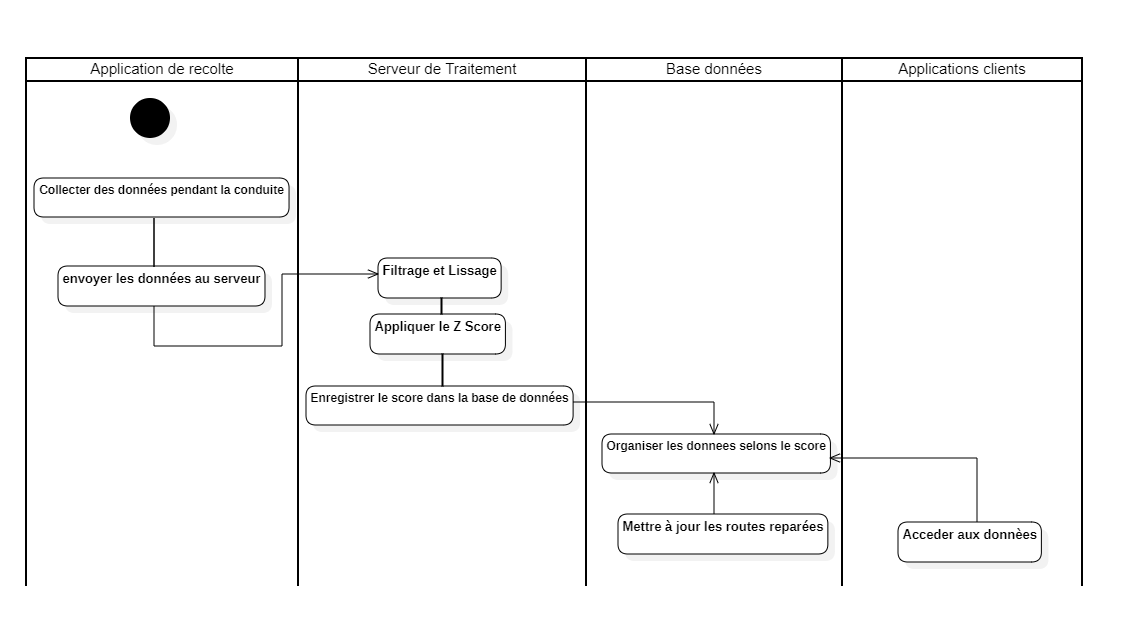 Application de recolte
Serveur de Traitement
Base données
Applications clients
Collecter des données pendant la conduite
envoyer les données au serveur
Filtrage et Lissage
Appliquer le Z Score
Enregistrer le score dans la base de données
Organiser les donnees selons le score
Mettre à jour les routes reparées
Acceder aux donnèes